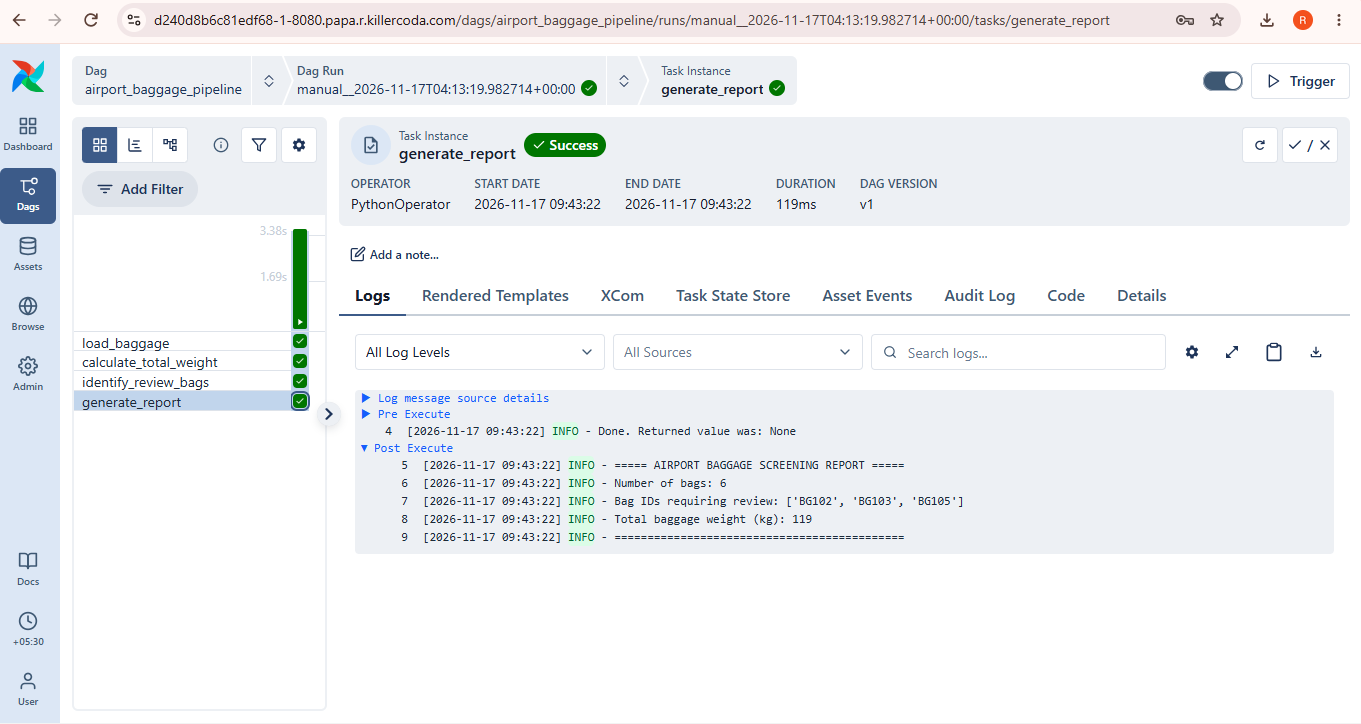 d240d8b6c81edf68-1-8080.papa.r.killercoda.com/dags/airport_baggage_pipeline/runs/manual__2026-11-17T04:13:19.982714+00:00/tasks/generate_report
R
Dag
airport_baggage_pipeline
Dag Run
manual__2026-11-17T04:13:19.982714+00:00
Task Instance
generate_report
Trigger
Dashboard
Dags
Assets
Browse
Admin
Docs
+05:30
User
Add Filter
3.38s
1.69s
load_baggage
calculate_total_weight
identify_review_bags
generate_report
Task Instance
generate_report Success
OPERATOR START DATE END DATE DURATION DAG VERSION
PythonOperator 2026-11-17 09:43:22 2026-11-17 09:43:22 119ms v1
/
Add a note...
Logs Rendered Templates XCom Task State Store Asset Events Audit Log Code Details
All Log Levels All Sources Search logs...
Log message source details
Pre Execute
4 [2026-11-17 09:43:22] INFO - Done. Returned value was: None
Post Execute
5 [2026-11-17 09:43:22] INFO - ===== AIRPORT BAGGAGE SCREENING REPORT =====
6 [2026-11-17 09:43:22] INFO - Number of bags: 6
7 [2026-11-17 09:43:22] INFO - Bag IDs requiring review: ['BG102', 'BG103', 'BG105']
8 [2026-11-17 09:43:22] INFO - Total baggage weight (kg): 119
9 [2026-11-17 09:43:22] INFO - ============================================